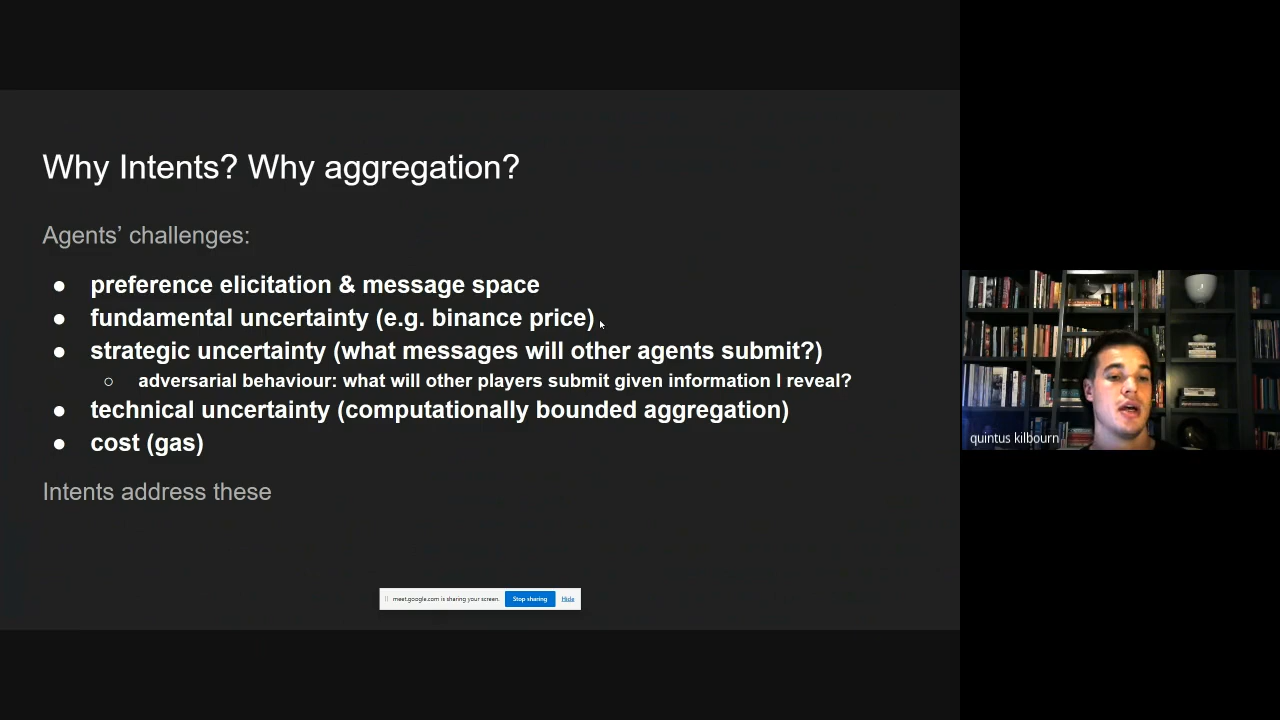 Why Intents? Why aggregation?
Agents' challenges:
● preference elicitation & message space
● fundamental uncertainty (e.g. binance price)
● strategic uncertainty (what messages will other agents submit?)
○ adversarial behaviour: what will other players submit given information I reveal?
● technical uncertainty (computationally bounded aggregation)
● cost (gas)
Intents address these
quintus kilbourn
meet.google.com is sharing your screen. Stop sharing Hide